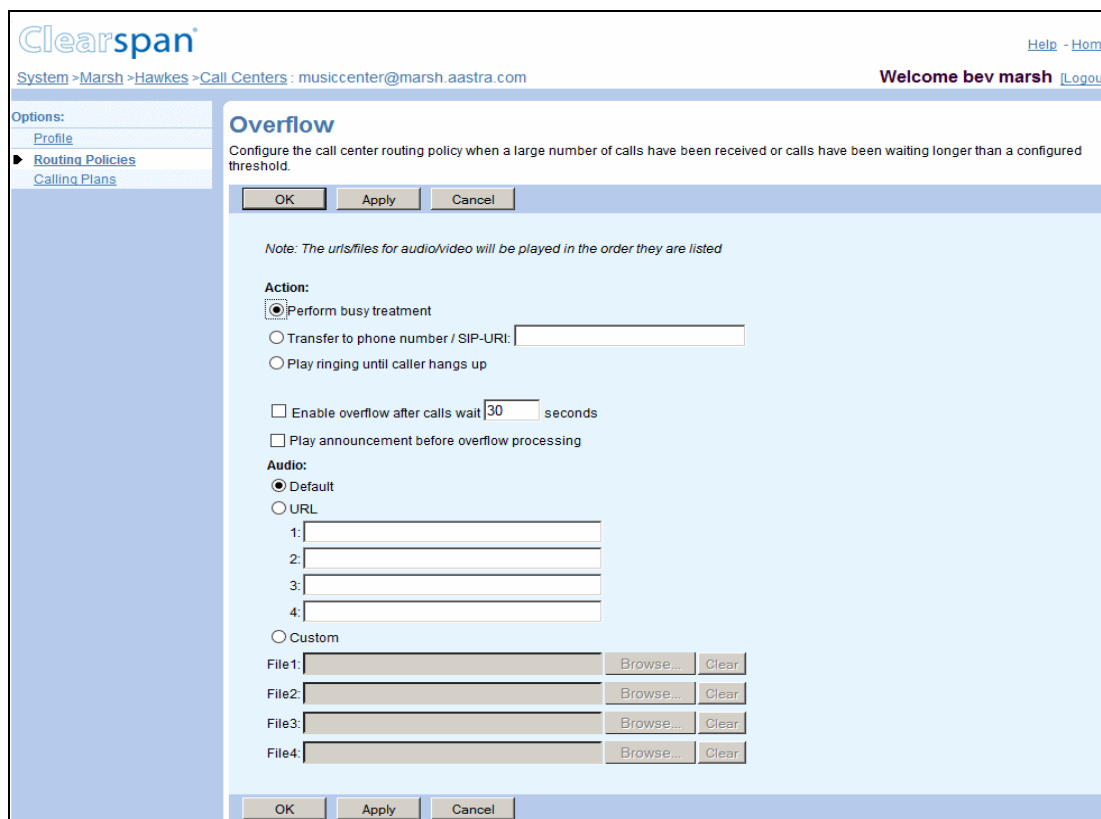 Clearspan
Help - Hom
System >Marsh >Hawkes >Call Centers : musiccenter@marsh.aastra.com
Welcome bev marsh [Logou
Options:
Profile
Routing Policies
Calling Plans
Overflow
Configure the call center routing policy when a large number of calls have been received or calls have been waiting longer than a configured
threshold.
OK Apply Cancel
Note: The urls/files for audio/video will be played in the order they are listed
Action:
Perform busy treatment
Transfer to phone number / SIP-URI:
Play ringing until caller hangs up
Enable overflow after calls wait 30 seconds
Play announcement before overflow processing
Audio:
Default
URL
1:
2:
3:
4:
Custom
File1: Browse... Clear
File2: Browse... Clear
File3: Browse... Clear
File4: Browse... Clear
OK Apply Cancel